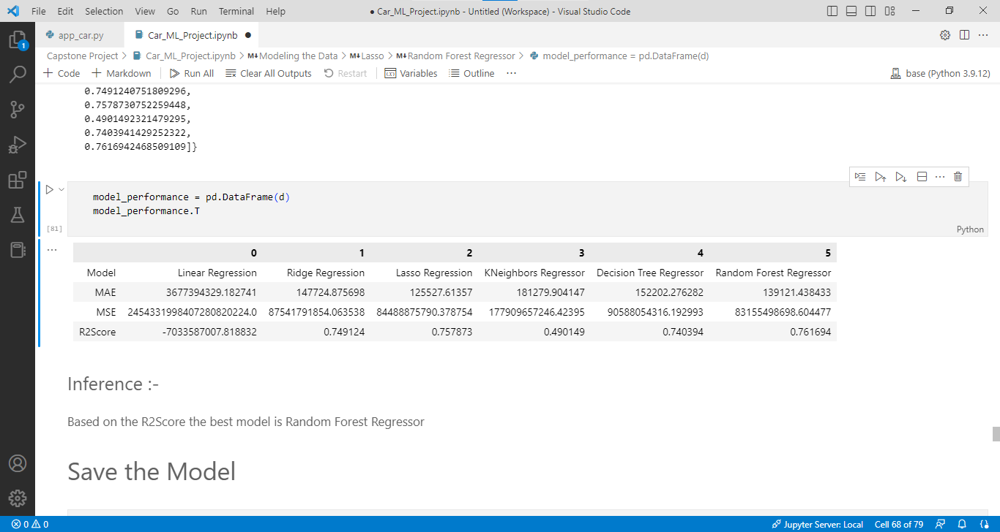 File Edit Selection View Go Run Terminal Help ● Car_ML_Project.ipynb - Untitled (Workspace) - Visual Studio Code
app_car.py Car_ML_Project.ipynb ●
1
Capstone Project > Car_ML_Project.ipynb > M↓Modeling the Data > M↓Lasso > M↓Random Forest Regressor > model_performance = pd.DataFrame(d)
+ Code + Markdown Run All Clear All Outputs Restart Variables Outline ... base (Python 3.9.12)
0.7491240751809296,
0.7578730752259448,
0.4901492321479295,
0.7403941429252322,
0.7616942468509109]}
model_performance = pd.DataFrame(d)
model_performance.T
[81] Python
0 1 2 3 4 5
Model Linear Regression Ridge Regression Lasso Regression KNeighbors Regressor Decision Tree Regressor Random Forest Regressor
MAE 3677394329.182741 147724.875698 125527.61357 181279.904147 152202.276282 139121.438433
MSE 2454331998407280820224.0 87541791854.063538 84488875790.378754 177909657246.42395 90588054316.192993 83155498698.604477
R2Score -7033587007.818832 0.749124 0.757873 0.490149 0.740394 0.761694
Inference :-
Based on the R2Score the best model is Random Forest Regressor
Save the Model
0 0 Jupyter Server: Local Cell 68 of 79